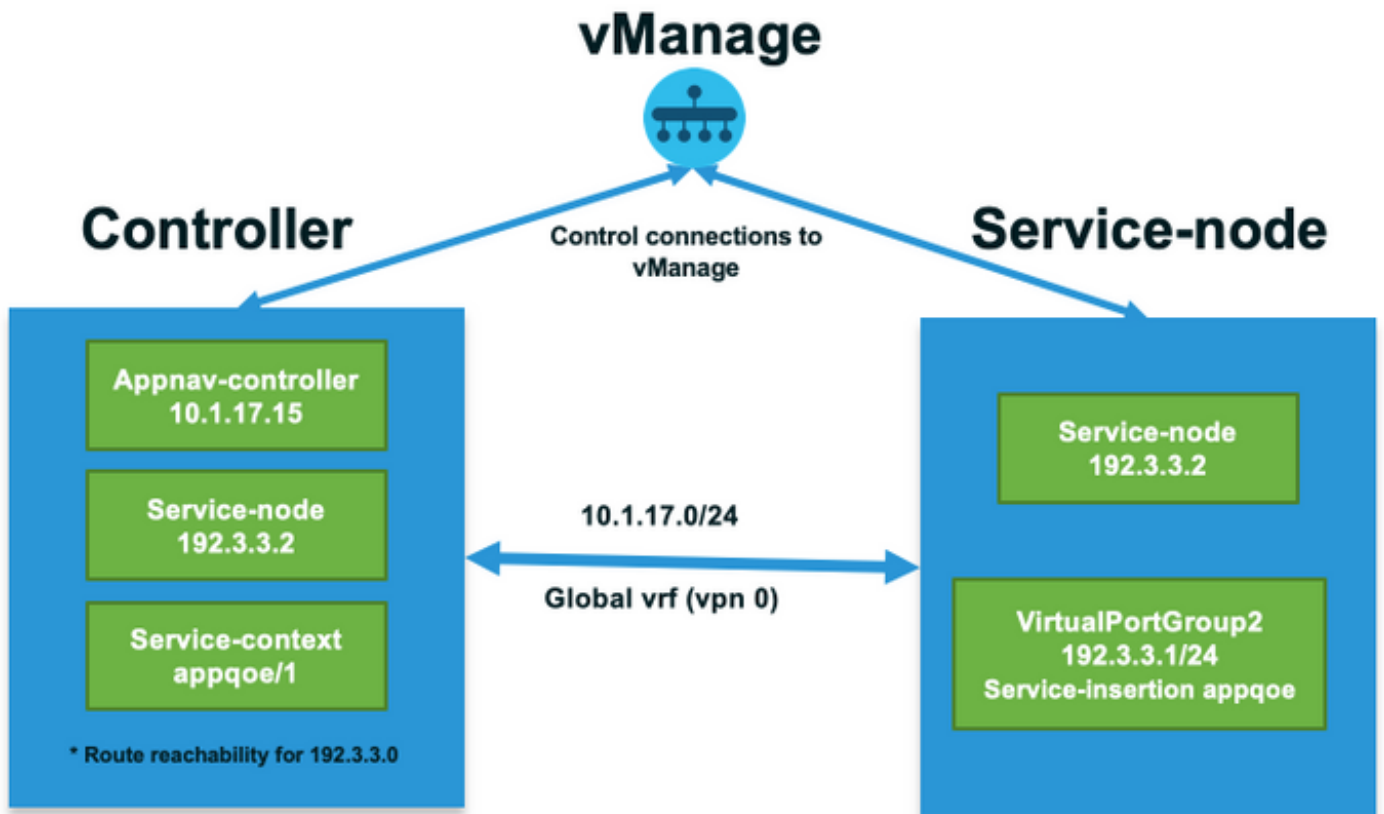 vManage
Controller
Control connections to
vManage
Service-node
Appnav-controller
10.1.17.15
Service-node
192.3.3.2
Service-context
appqoe/1
* Route reachability for 192.3.3.0
10.1.17.0/24
Global vrf (vpn 0)
Service-node
192.3.3.2
VirtualPortGroup2
192.3.3.1/24
Service-insertion appqoe